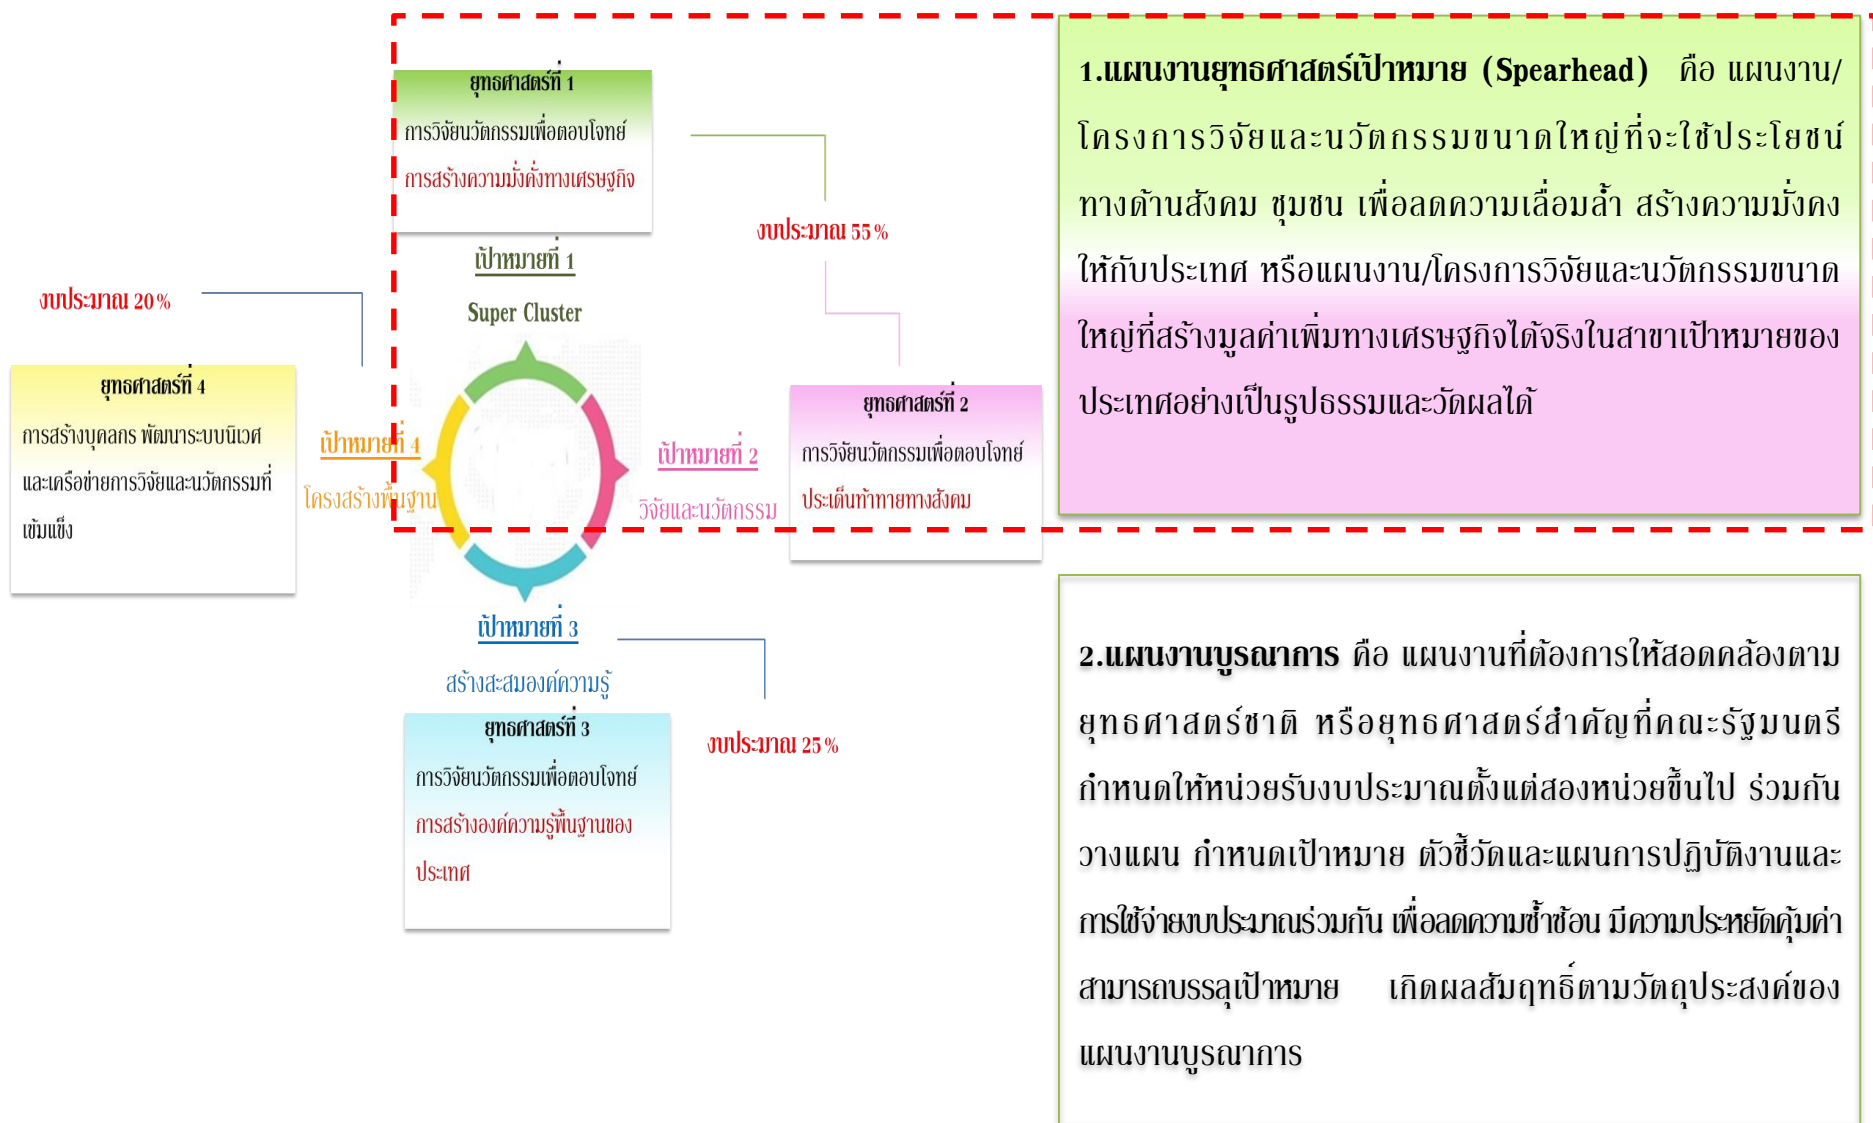 ยุทธศาสตร์ที่ 1
การวิจัยนวัตกรรมเพื่อตอบโจทย์
การสร้างความมั่งคั่งทางเศรษฐกิจ
งบประมาณ 55%
เป้าหมายที่ 1
Super Cluster
งบประมาณ 20%
ยุทธศาสตร์ที่ 4
การสร้างบุคลากร พัฒนาระบบนิเวศ
และเครือข่ายการวิจัยและนวัตกรรมที่
เข้มแข็ง
เป้าหมายที่ 4
โครงสร้างพื้นฐาน
เป้าหมายที่ 2
วิจัยและนวัตกรรม
ยุทธศาสตร์ที่ 2
การวิจัยนวัตกรรมเพื่อตอบโจทย์
ประเด็นท้าทายทางสังคม
เป้าหมายที่ 3
สร้างสะสมองค์ความรู้
ยุทธศาสตร์ที่ 3
การวิจัยนวัตกรรมเพื่อตอบโจทย์
การสร้างองค์ความรู้พื้นฐานของ
ประเทศ
งบประมาณ 25%
1.แผนงานยุทธศาสตร์เป้าหมาย (Spearhead) คือ แผนงาน/
โครงการวิจัยและนวัตกรรมขนาดใหญ่ที่จะใช้ประโยชน์
ทางด้านสังคม ชุมชน เพื่อลดความเลื่อมล้ำ สร้างความมั่งคง
ให้กับประเทศ หรือแผนงาน/โครงการวิจัยและนวัตกรรมขนาด
ใหญ่ที่สร้างมูลค่าเพิ่มทางเศรษฐกิจได้จริงในสาขาเป้าหมายของ
ประเทศอย่างเป็นรูปธรรมและวัดผลได้
2.แผนงานบูรณาการ คือ แผนงานที่ต้องการให้สอดคล้องตาม
ยุทธศาสตร์ชาติ หรือยุทธศาสตร์สำคัญที่คณะรัฐมนตรี
กำหนดให้หน่วยรับงบประมาณตั้งแต่สองหน่วยขึ้นไป ร่วมกัน
วางแผน กำหนดเป้าหมาย ตัวชี้วัดและแผนการปฏิบัติงานและ
การใช้จ่ายงบประมาณร่วมกัน เพื่อลดความซ้ำซ้อน มีความประหยัดคุ้มค่า
สามารถบรรลุเป้าหมาย เกิดผลสัมฤทธิ์ตามวัตถุประสงค์ของ
แผนงานบูรณาการ